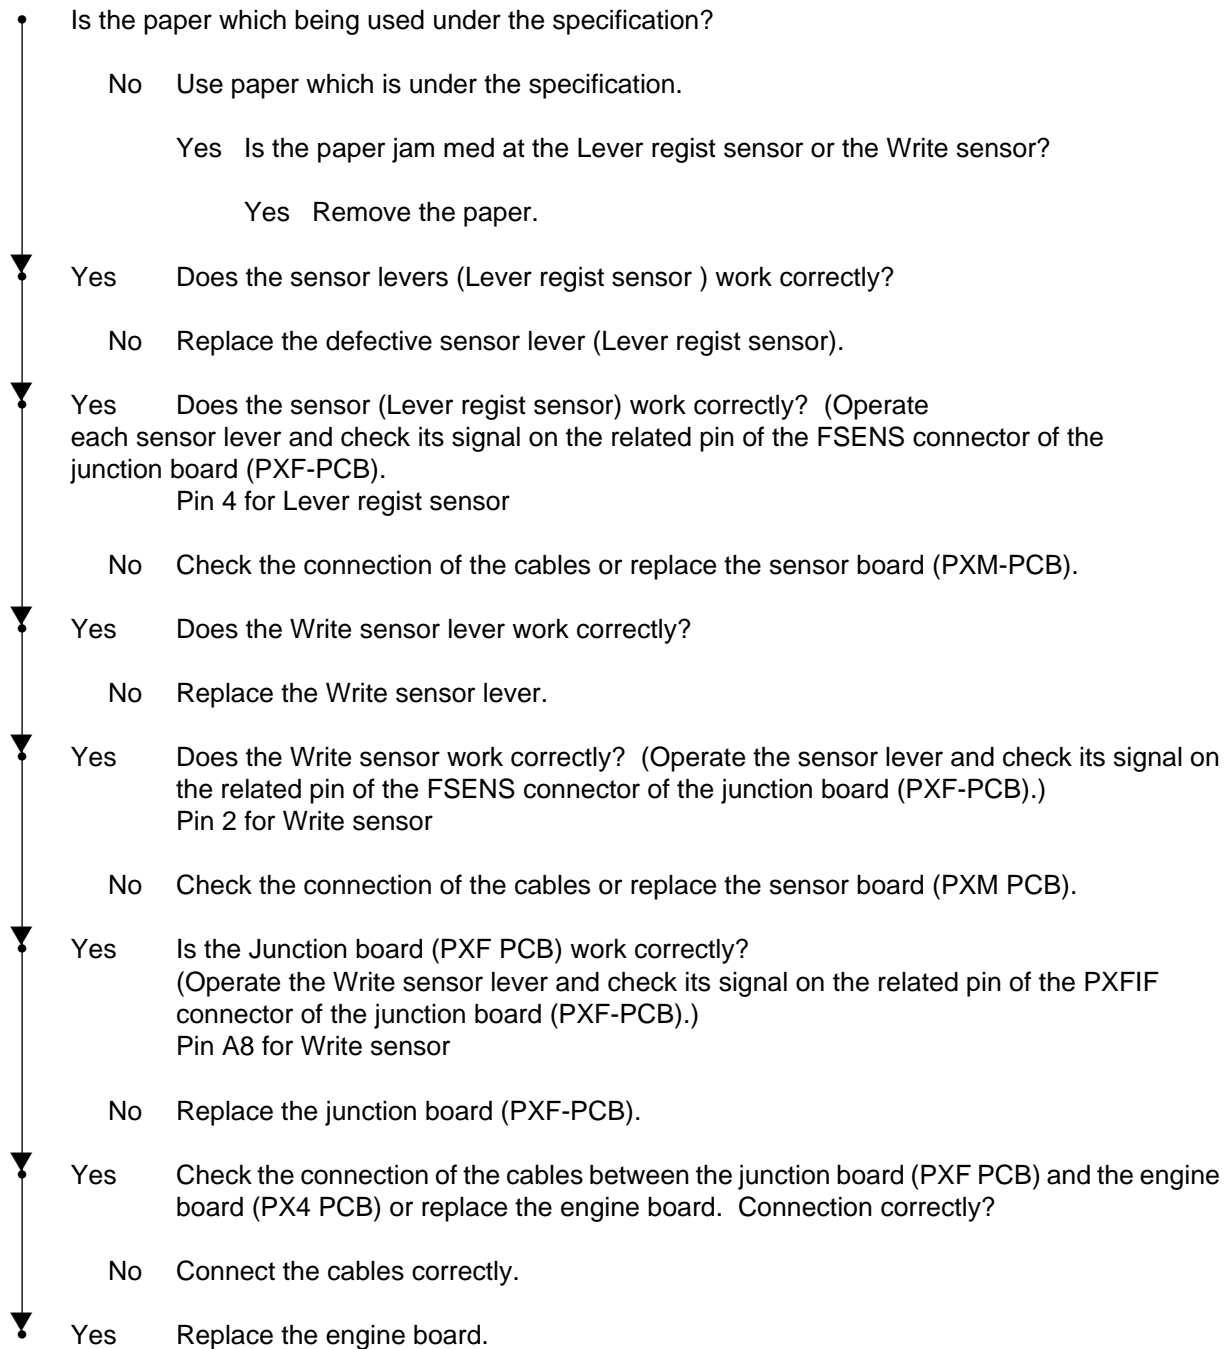 Is the paper which being used under the specification?
No Use paper which is under the specification.
Yes Is the paper jam med at the Lever regist sensor or the Write sensor?
Yes Remove the paper.
Yes Does the sensor levers (Lever regist sensor ) work correctly?
No Replace the defective sensor lever (Lever regist sensor).
Yes Does the sensor (Lever regist sensor) work correctly? (Operate
each sensor lever and check its signal on the related pin of the FSENS connector of the
junction board (PXF-PCB).
Pin 4 for Lever regist sensor
No Check the connection of the cables or replace the sensor board (PXM-PCB).
Yes Does the Write sensor lever work correctly?
No Replace the Write sensor lever.
Yes Does the Write sensor work correctly? (Operate the sensor lever and check its signal on
the related pin of the FSENS connector of the junction board (PXF-PCB).)
Pin 2 for Write sensor
No Check the connection of the cables or replace the sensor board (PXM PCB).
Yes Is the Junction board (PXF PCB) work correctly?
(Operate the Write sensor lever and check its signal on the related pin of the PXFIF
connector of the junction board (PXF-PCB).)
Pin A8 for Write sensor
No Replace the junction board (PXF-PCB).
Yes Check the connection of the cables between the junction board (PXF PCB) and the engine
board (PX4 PCB) or replace the engine board. Connection correctly?
No Connect the cables correctly.
Yes Replace the engine board.